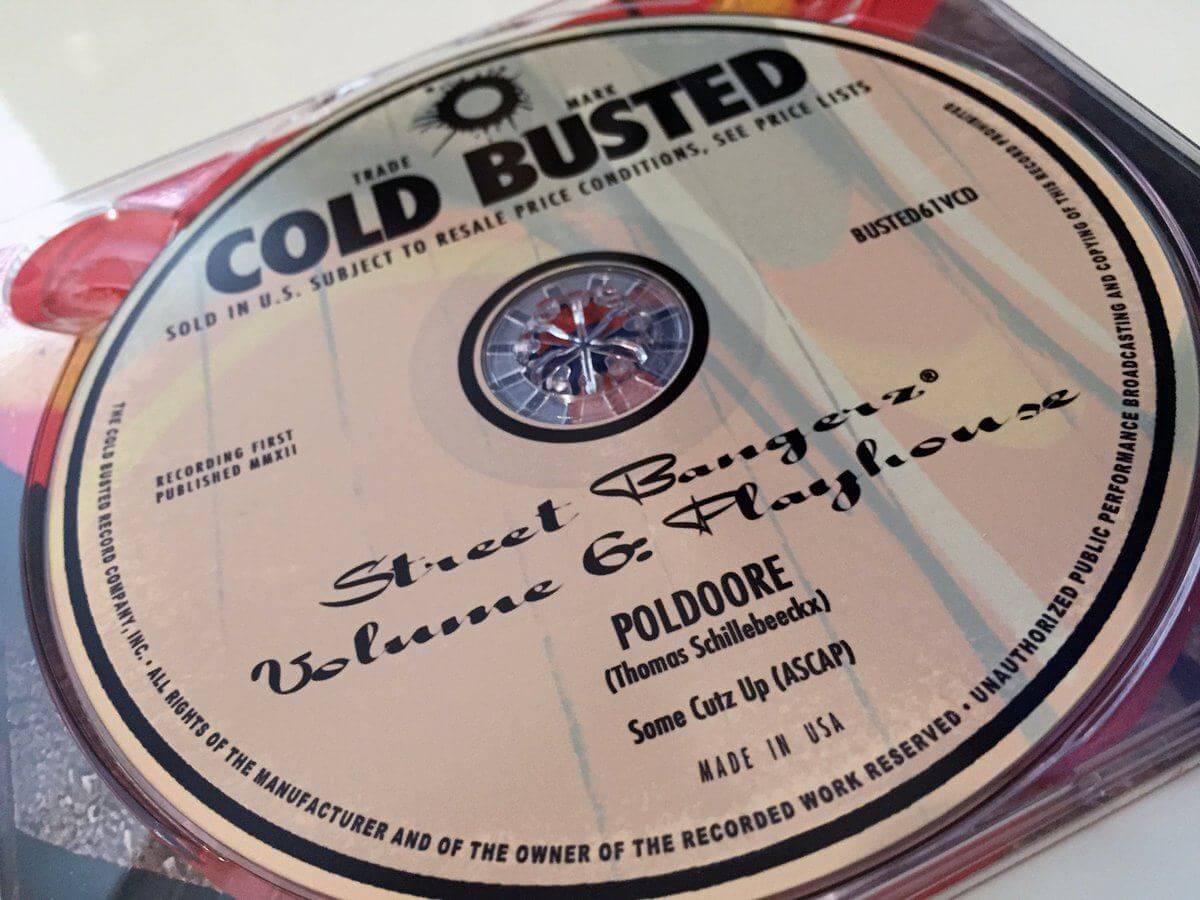 TRADE MARK
COLD BUSTED
SOLD IN U.S. SUBJECT TO RESALE PRICE CONDITIONS, SEE PRICE LISTS
BUSTED61VCD
RECORDING FIRST
PUBLISHED MMXII
Street Bangerz®
Volume 6: Playhouse
POLDOORE
(Thomas Schillebeeckx)
Some Cutz Up (ASCAP)
MADE IN USA
THE COLD BUSTED RECORD COMPANY, INC. • ALL RIGHTS OF THE MANUFACTURER AND OF THE OWNER OF THE RECORDED WORK RESERVED • UNAUTHORIZED PUBLIC PERFORMANCE BROADCASTING AND COPYING OF THIS RECORD PROHIBITED